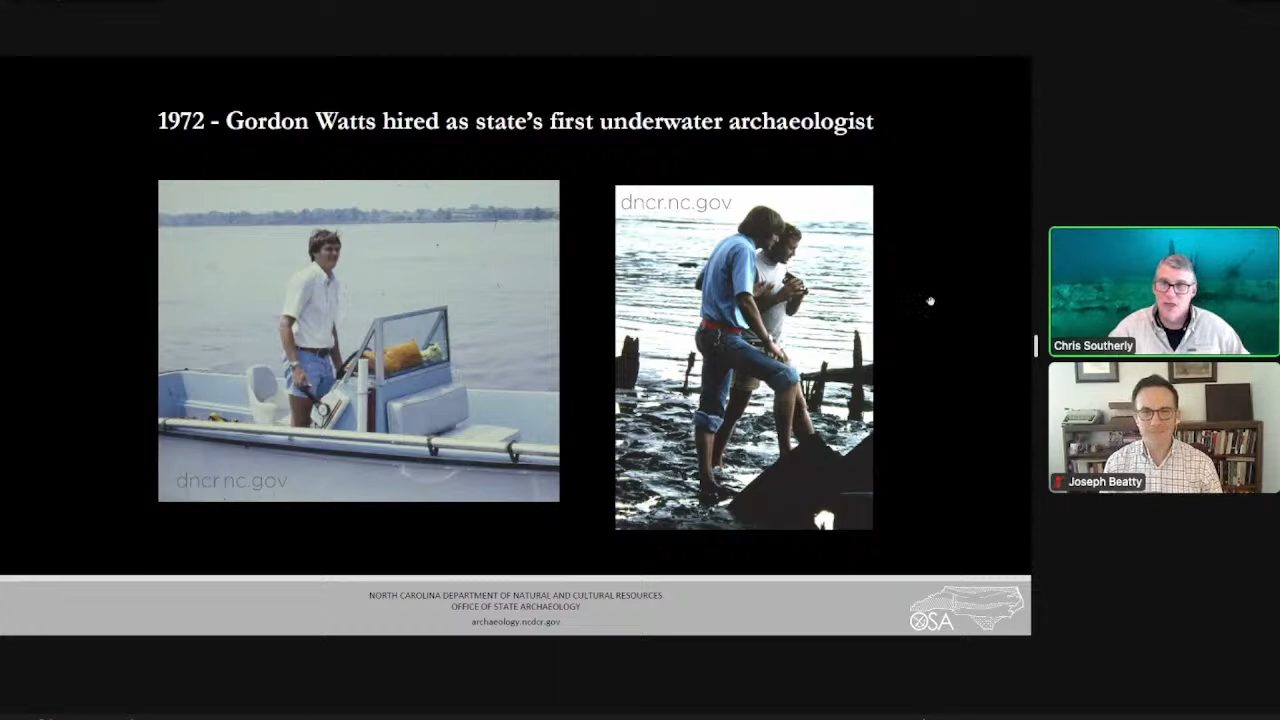 1972 - Gordon Watts hired as state's first underwater archaeologist
dncr.nc.gov
dncr.nc.gov
Chris Southerly
Joseph Beatty
NORTH CAROLINA DEPARTMENT OF NATURAL AND CULTURAL RESOURCES
OFFICE OF STATE ARCHAEOLOGY
archaeology.ncdcr.gov
OSA